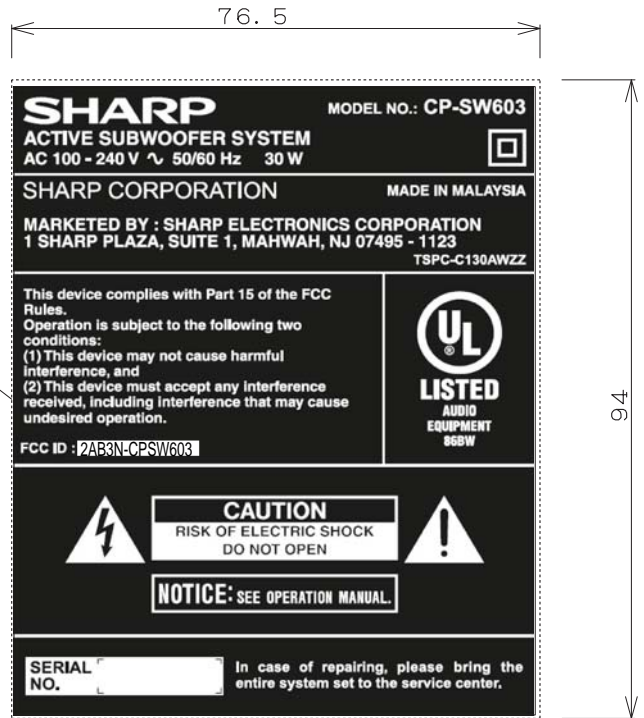 76.5
SHARP
MODEL NO.: CP-SW603
ACTIVE SUBWOOFER SYSTEM
AC 100 - 240 V ∿ 50/60 Hz 30 W
SHARP CORPORATION
MADE IN MALAYSIA
MARKETED BY : SHARP ELECTRONICS CORPORATION
1 SHARP PLAZA, SUITE 1, MAHWAH, NJ 07495 - 1123
TSPC-C130AWZZ
This device complies with Part 15 of the FCC
Rules.
Operation is subject to the following two
conditions:
(1) This device may not cause harmful
interference, and
(2) This device must accept any interference
received, including interference that may cause
undesired operation.
FCC ID : 2AB3N-CPSW603
UL
®
LISTED
AUDIO
EQUIPMENT
86BW
94
CAUTION
RISK OF ELECTRIC SHOCK
DO NOT OPEN
NOTICE: SEE OPERATION MANUAL.
SERIAL
NO.
In case of repairing, please bring the
entire system set to the service center.